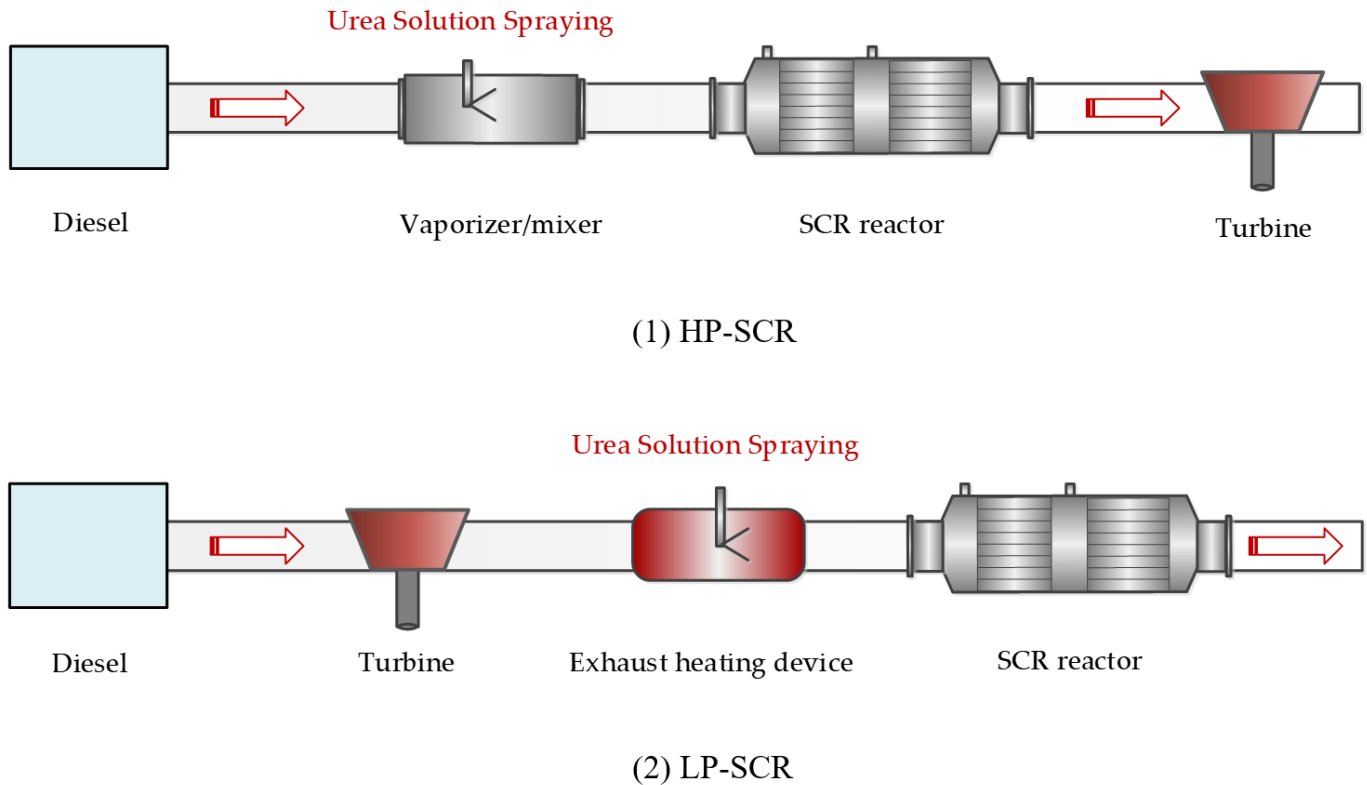 Urea Solution Spraying
Diesel
Vaporizer/mixer
SCR reactor
Turbine
(1) HP-SCR
Urea Solution Spraying
Diesel
Turbine
Exhaust heating device
SCR reactor
(2) LP-SCR